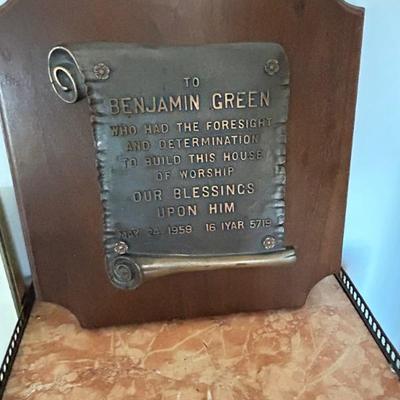 TO
BENJAMIN GREEN
WHO HAD THE FORESIGHT
AND DETERMINATION
TO BUILD THIS HOUSE
OF WORSHIP
OUR BLESSINGS
UPON HIM
MAY 24, 1959 16 IYAR 5719